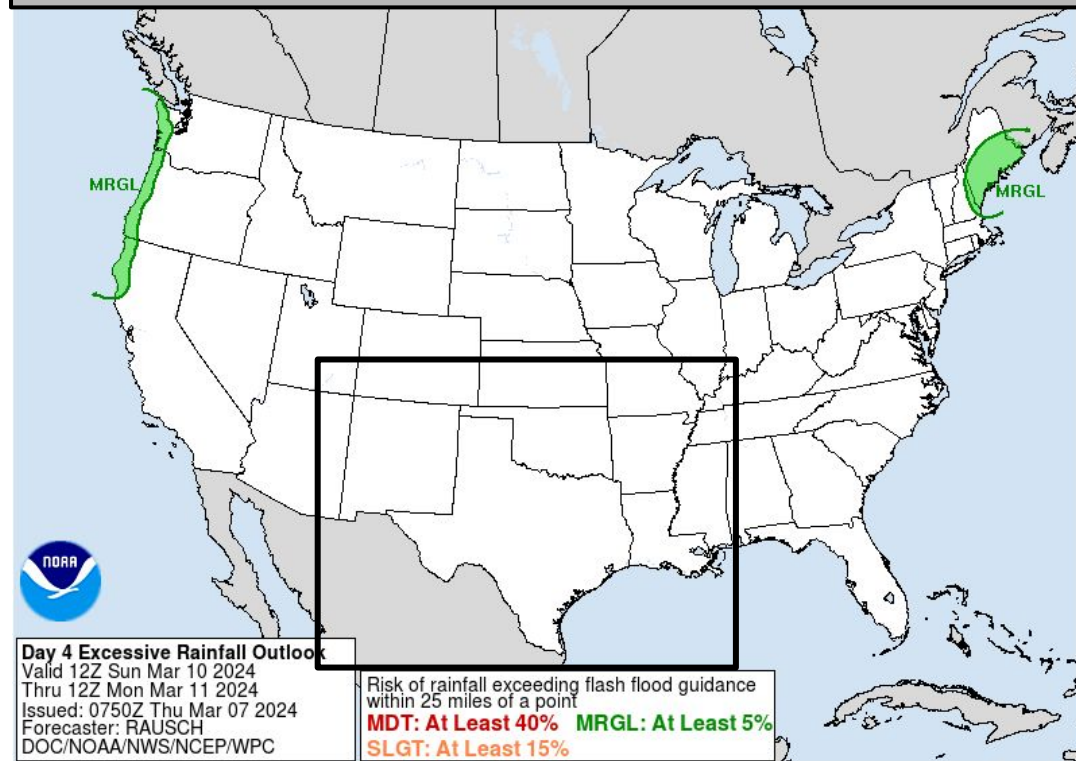 MRGL
MRGL
NOAA
Day 4 Excessive Rainfall Outlook
Valid 12Z Sun Mar 10 2024
Thru 12Z Mon Mar 11 2024
Issued: 0750Z Thu Mar 07 2024
Forecaster: RAUSCH
DOC/NOAA/NWS/NCEP/WPC
Risk of rainfall exceeding flash flood guidance
within 25 miles of a point
MDT: At Least 40% MRGL: At Least 5%
SLGT: At Least 15%